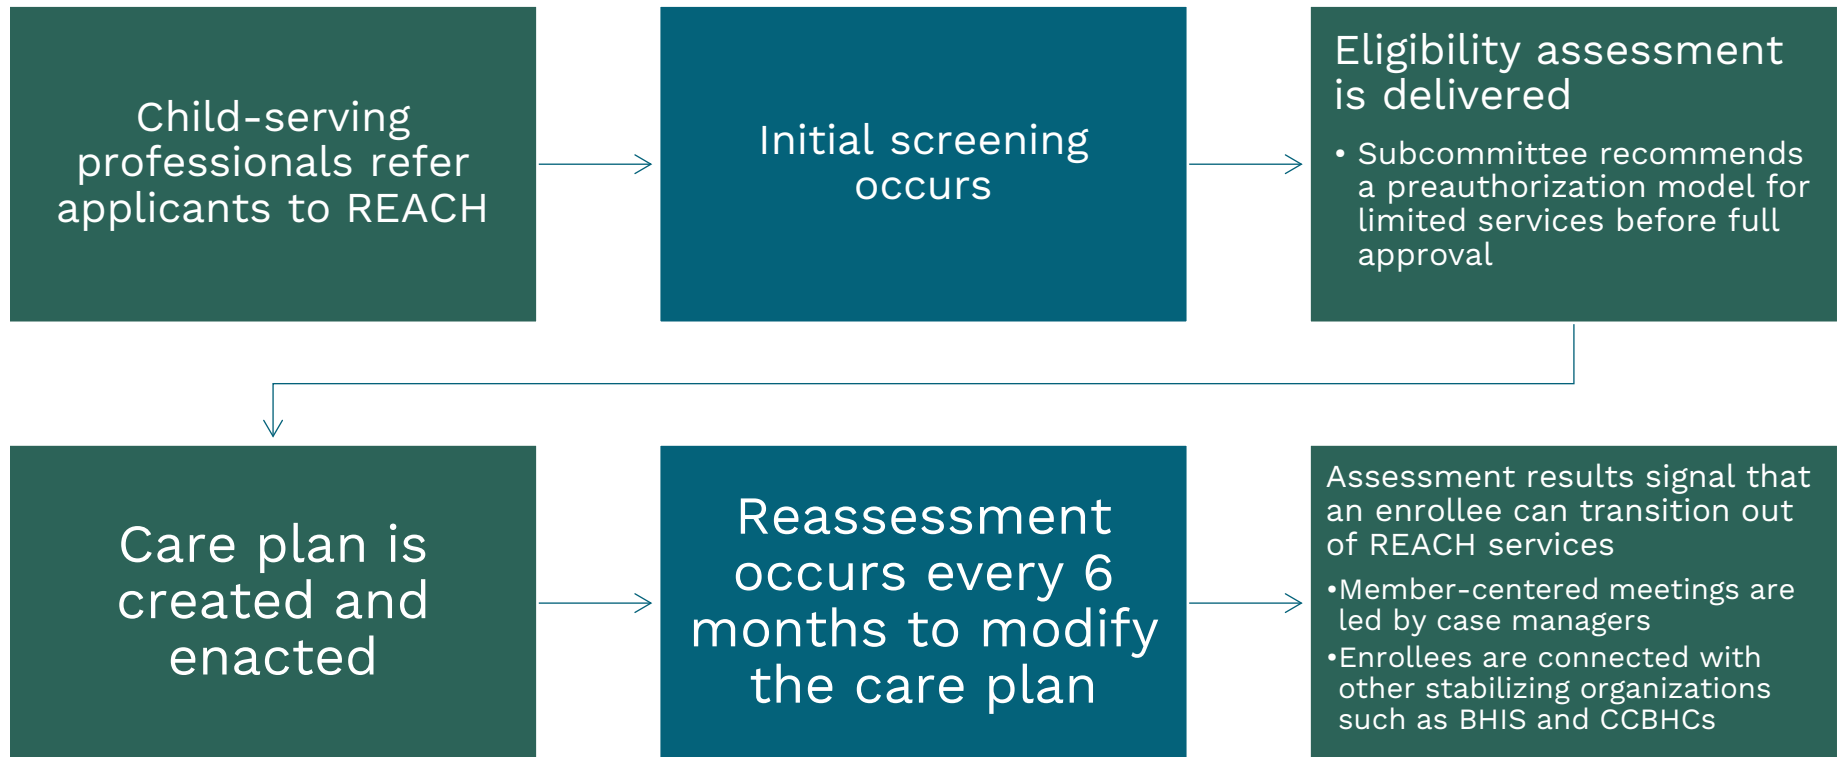 Child-serving
professionals refer
applicants to REACH
Initial screening
occurs
Eligibility assessment
is delivered
• Subcommittee recommends
a preauthorization model for
limited services before full
approval
Care plan is
created and
enacted
Reassessment
occurs every 6
months to modify
the care plan
Assessment results signal that
an enrollee can transition out
of REACH services
•Member-centered meetings are
led by case managers
•Enrollees are connected with
other stabilizing organizations
such as BHIS and CCBHCs